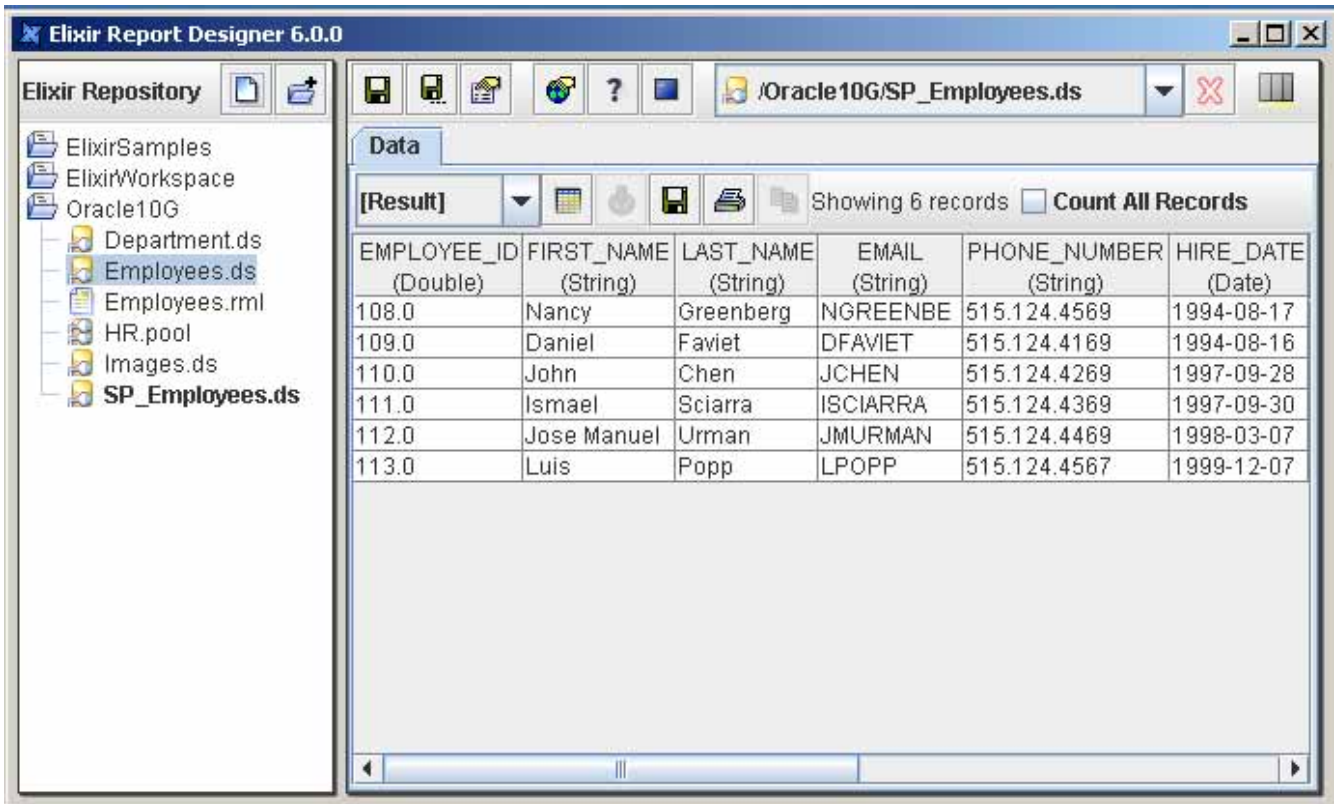 Elixir Report Designer 6.0.0
Elixir Repository
/Oracle10G/SP_Employees.ds
ElixirSamples
ElixirWorkspace
Oracle10G
Department.ds
Employees.ds
Employees.rml
HR.pool
Images.ds
SP_Employees.ds
Data
[Result] Showing 6 records Count All Records
EMPLOYEE_ID FIRST_NAME LAST_NAME EMAIL PHONE_NUMBER HIRE_DATE
(Double) (String) (String) (String) (String) (Date)
108.0 Nancy Greenberg NGREENBE 515.124.4569 1994-08-17
109.0 Daniel Faviet DFAVIET 515.124.4169 1994-08-16
110.0 John Chen JCHEN 515.124.4269 1997-09-28
111.0 Ismael Sciarra ISCIARRA 515.124.4369 1997-09-30
112.0 Jose Manuel Urman JMURMAN 515.124.4469 1998-03-07
113.0 Luis Popp LPOPP 515.124.4567 1999-12-07